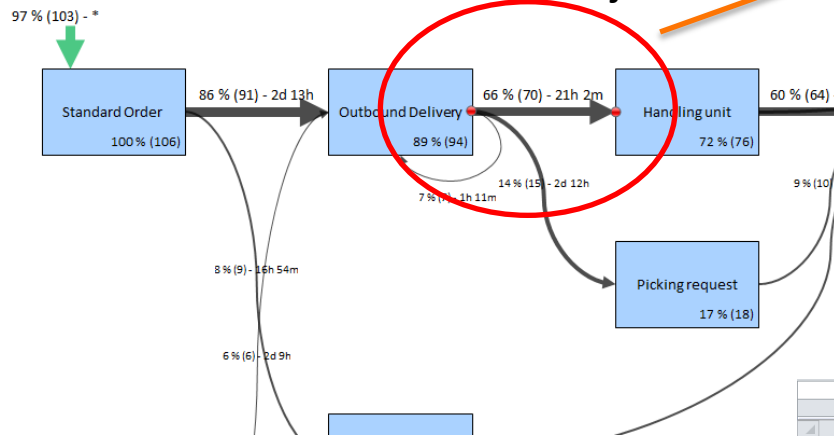 97 % (103) - *
86 % (91) - 2d 13h
66 % (70) - 21h 2m
60 % (64)
Standard Order
100 % (106)
Outbound Delivery
89 % (94)
Handling unit
72 % (76)
14 % (15) - 2d 12h
9 % (10)
7 % (7) - 1h 11m
8 % (9) - 16h 54m
Picking request
17 % (18)
6 % (6) - 2d 9h